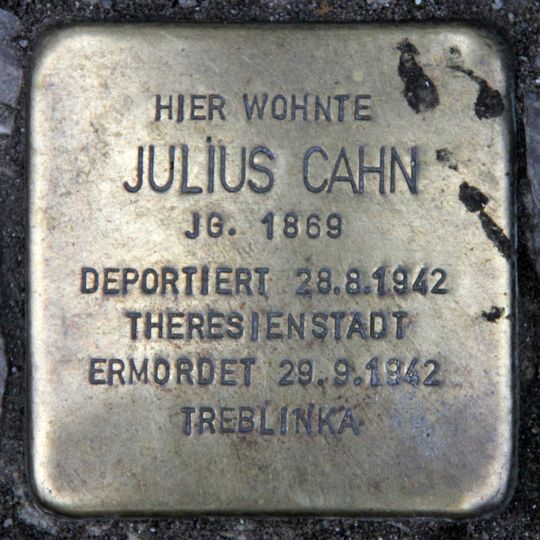 HIER WOHNTE
JULIUS CAHN
JG. 1869
DEPORTIERT 28.8.1942
THERESIENSTADT
ERMORDET 29.9.1942
TREBLINKA